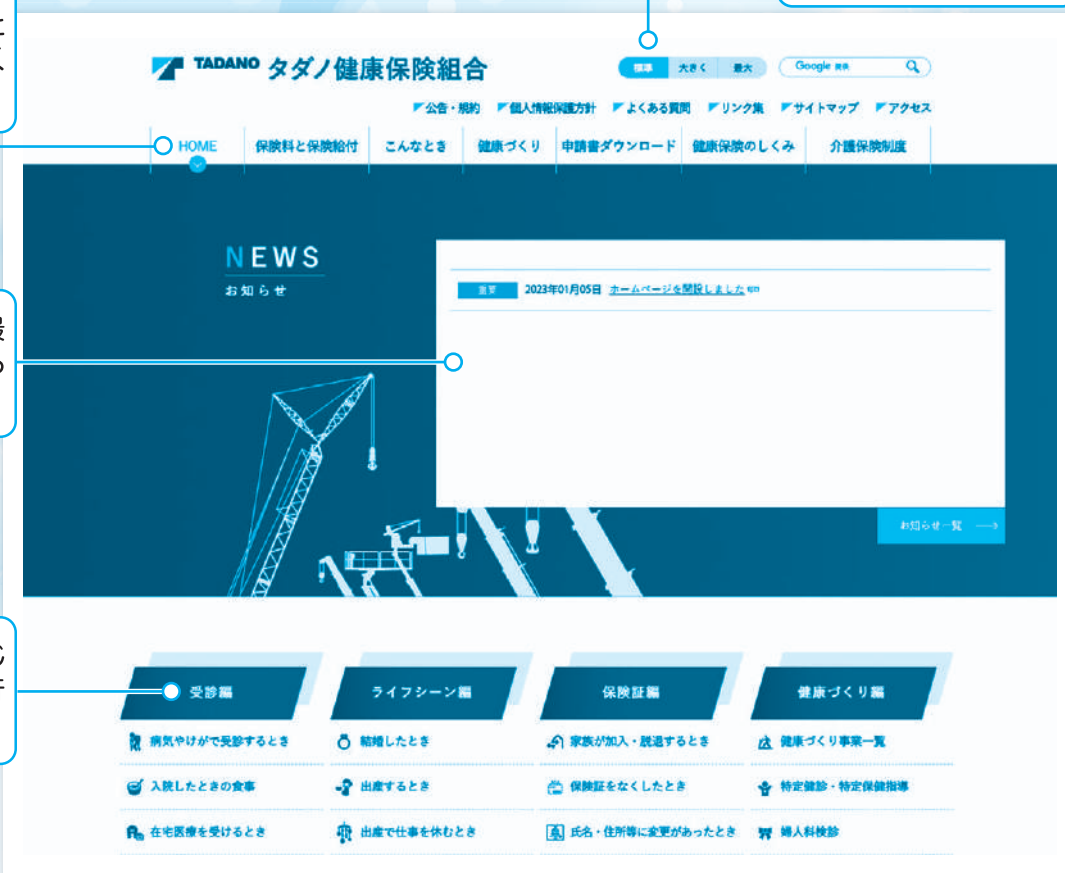 TADANO タダノ健康保険組合
標準 大きく 最大 Google
公告・規約 個人情報保護方針 よくある質問 リンク集 サイトマップ アクセス
HOME 保険料と保険給付 こんなとき 健康づくり 申請書ダウンロード 健康保険のしくみ 介護保険制度
NEWS
お知らせ
重要 2023年01月05日 ホームページを開設しました
お知らせ一覧
受診編 ライフシーン編 保険証編 健康づくり編
病気やけがで受診するとき 結婚したとき 家族が加入・脱退するとき 健康づくり事業一覧
入院したときの食事 出産するとき 保険証をなくしたとき 特定健診・特定保健指導
在宅医療を受けるとき 出産で仕事を休むとき 氏名・住所等に変更があったとき 婦人科検診